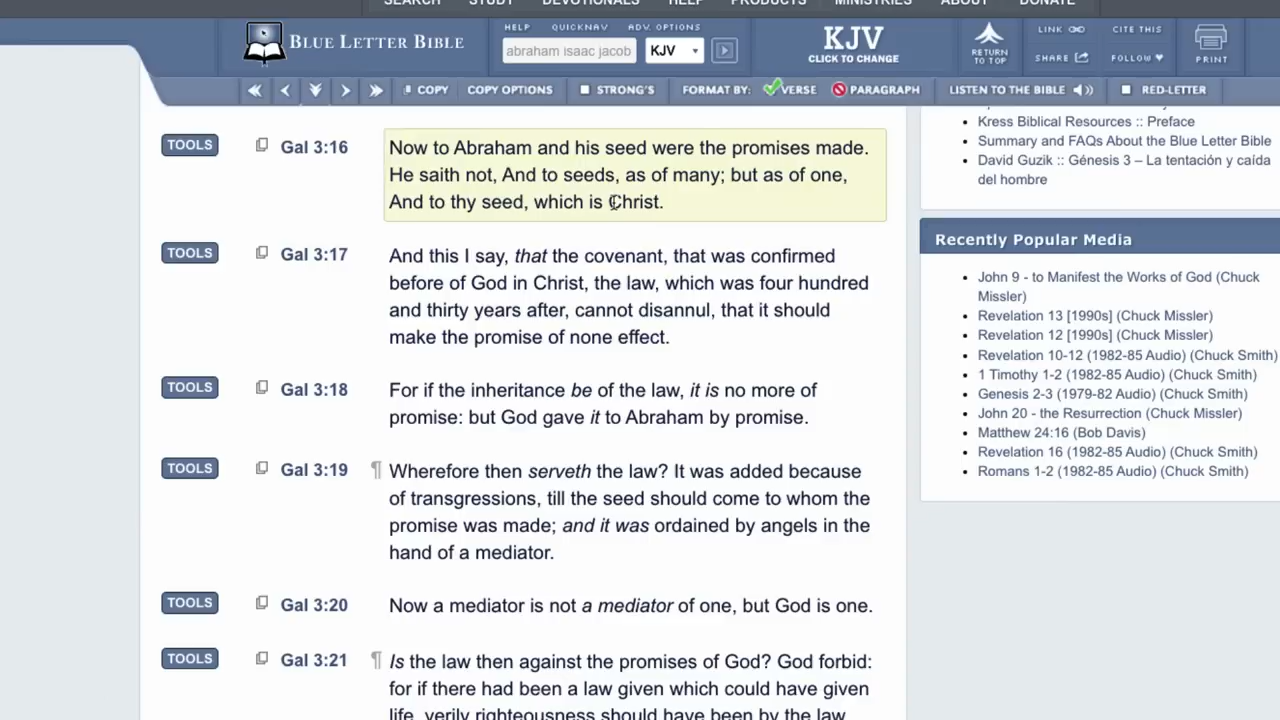 SEARCH STUDY DEVOTIONALS HELP PRODUCTS MINISTRIES ABOUT DONATE
BLUE LETTER BIBLE
HELP QUICKNAV ADV. OPTIONS
abraham isaac jacob KJV
KJV
CLICK TO CHANGE
RETURN
TO TOP
LINK CITE THIS
SHARE FOLLOW
PRINT
COPY COPY OPTIONS STRONG'S FORMAT BY: VERSE PARAGRAPH LISTEN TO THE BIBLE RED-LETTER
TOOLS Gal 3:16 Now to Abraham and his seed were the promises made.
He saith not, And to seeds, as of many; but as of one,
And to thy seed, which is Christ.
TOOLS Gal 3:17 And this I say, that the covenant, that was confirmed
before of God in Christ, the law, which was four hundred
and thirty years after, cannot disannul, that it should
make the promise of none effect.
TOOLS Gal 3:18 For if the inheritance be of the law, it is no more of
promise: but God gave it to Abraham by promise.
TOOLS Gal 3:19 ¶ Wherefore then serveth the law? It was added because
of transgressions, till the seed should come to whom the
promise was made; and it was ordained by angels in the
hand of a mediator.
TOOLS Gal 3:20 Now a mediator is not a mediator of one, but God is one.
TOOLS Gal 3:21 ¶ Is the law then against the promises of God? God forbid:
for if there had been a law given which could have given
life, verily righteousness should have been by the law
Kress Biblical Resources :: Preface
Summary and FAQs About the Blue Letter Bible
David Guzik :: Génesis 3 – La tentación y caída
del hombre
Recently Popular Media
John 9 - to Manifest the Works of God (Chuck
Missler)
Revelation 13 [1990s] (Chuck Missler)
Revelation 12 [1990s] (Chuck Missler)
Revelation 10-12 (1982-85 Audio) (Chuck Smith)
1 Timothy 1-2 (1982-85 Audio) (Chuck Smith)
Genesis 2-3 (1979-82 Audio) (Chuck Smith)
John 20 - the Resurrection (Chuck Missler)
Matthew 24:16 (Bob Davis)
Revelation 16 (1982-85 Audio) (Chuck Smith)
Romans 1-2 (1982-85 Audio) (Chuck Smith)